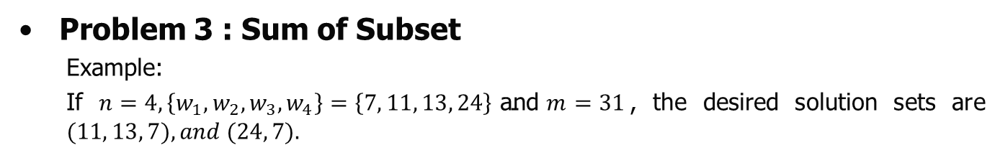 • Problem 3 : Sum of Subset
Example:
If n = 4, {w₁, w₂, w₃, w₄} = {7, 11, 13, 24} and m = 31 , the desired solution sets are
(11, 13, 7), and (24, 7).